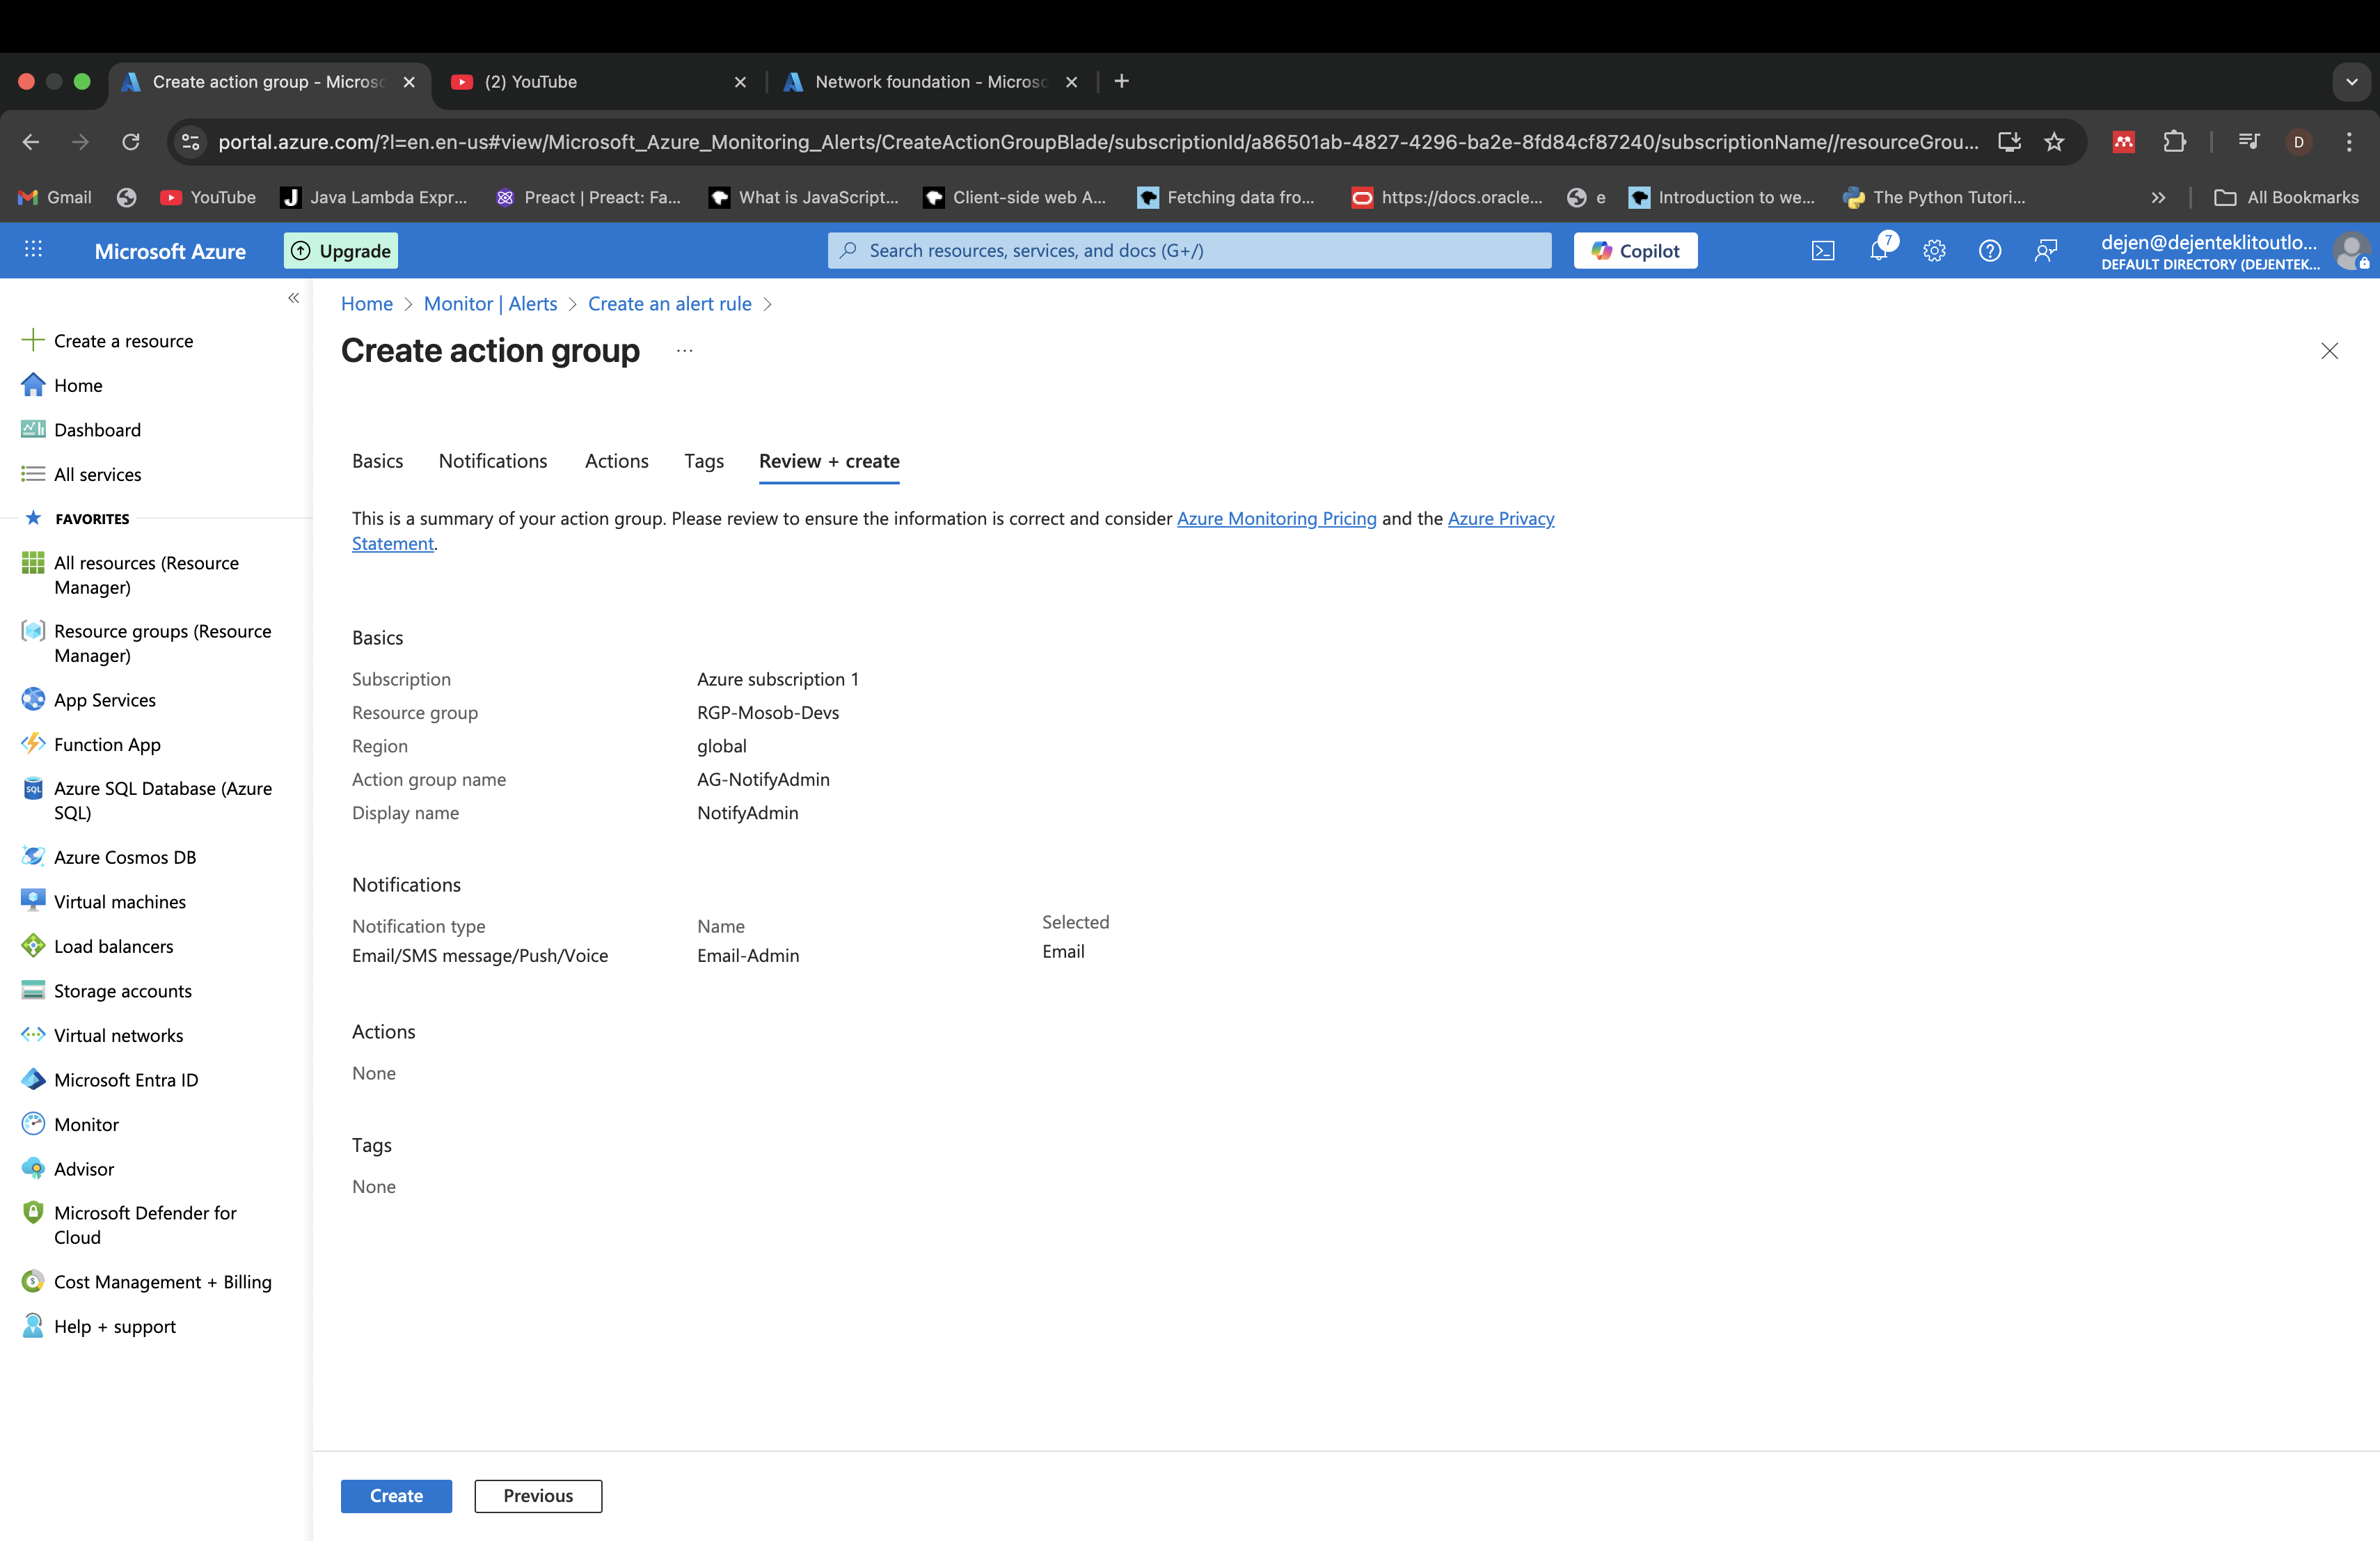 Create action group - Micros
(2) YouTube
Network foundation - Micros
portal.azure.com/?l=en.en-us#view/Microsoft_Azure_Monitoring_Alerts/CreateActionGroupBlade/subscriptionId/a86501ab-4827-4296-ba2e-8fd84cf87240/subscriptionName//resourceGrou...
D
Gmail
YouTube
Java Lambda Expr...
Preact | Preact: Fa...
What is JavaScript...
Client-side web A...
Fetching data fro...
https://docs.oracle...
e
Introduction to we...
The Python Tutori...
All Bookmarks
Microsoft Azure
Upgrade
Search resources, services, and docs (G+/)
Copilot
7
dejen@dejenteklitoutlo...
DEFAULT DIRECTORY (DEJENTEK...
Create a resource
Home
Dashboard
All services
FAVORITES
All resources (Resource
Manager)
Resource groups (Resource
Manager)
App Services
Function App
Azure SQL Database (Azure
SQL)
Azure Cosmos DB
Virtual machines
Load balancers
Storage accounts
Virtual networks
Microsoft Entra ID
Monitor
Advisor
Microsoft Defender for
Cloud
Cost Management + Billing
Help + support
Home > Monitor | Alerts > Create an alert rule >
Create action group ...
Basics
Notifications
Actions
Tags
Review + create
This is a summary of your action group. Please review to ensure the information is correct and consider Azure Monitoring Pricing and the Azure Privacy
Statement.
Basics
Subscription Azure subscription 1
Resource group RGP-Mosob-Devs
Region global
Action group name AG-NotifyAdmin
Display name NotifyAdmin
Notifications
Notification type Name Selected
Email/SMS message/Push/Voice Email-Admin Email
Actions
None
Tags
None
Create
Previous